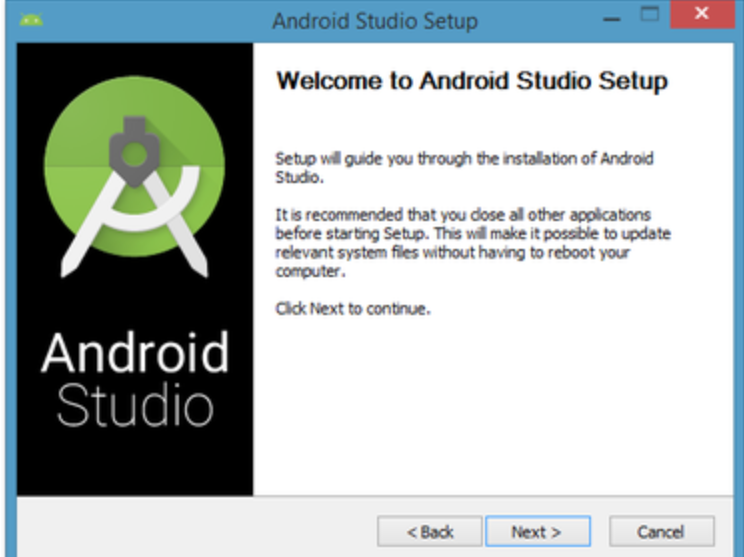 Android Studio Setup
Welcome to Android Studio Setup
Setup will guide you through the installation of Android
Studio.
It is recommended that you close all other applications
before starting Setup. This will make it possible to update
relevant system files without having to reboot your
computer.
Click Next to continue.
Android
Studio
< Back Next > Cancel